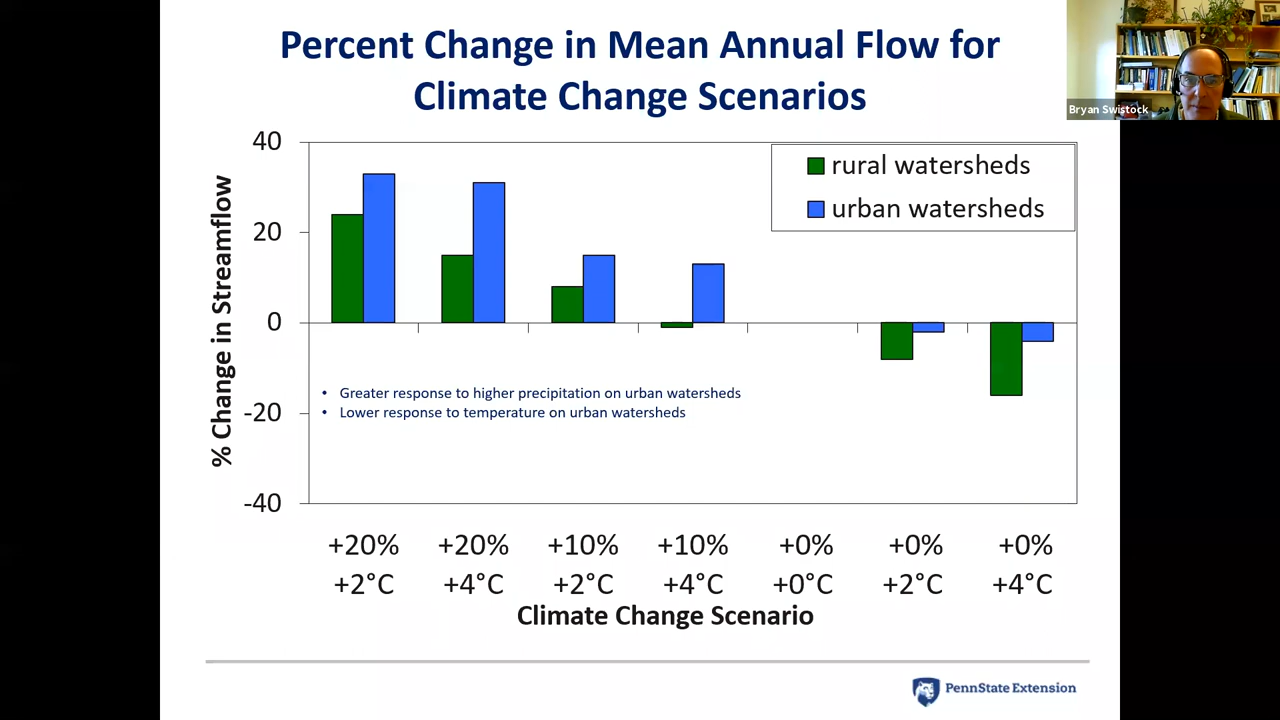 Percent Change in Mean Annual Flow for
Climate Change Scenarios
Bryan Swistock
40
20
0
-20
-40
% Change in Streamflow
rural watersheds
urban watersheds
• Greater response to higher precipitation on urban watersheds
• Lower response to temperature on urban watersheds
+20% +20% +10% +10% +0% +0% +0%
+2°C +4°C +2°C +4°C +0°C +2°C +4°C
Climate Change Scenario
PennState Extension